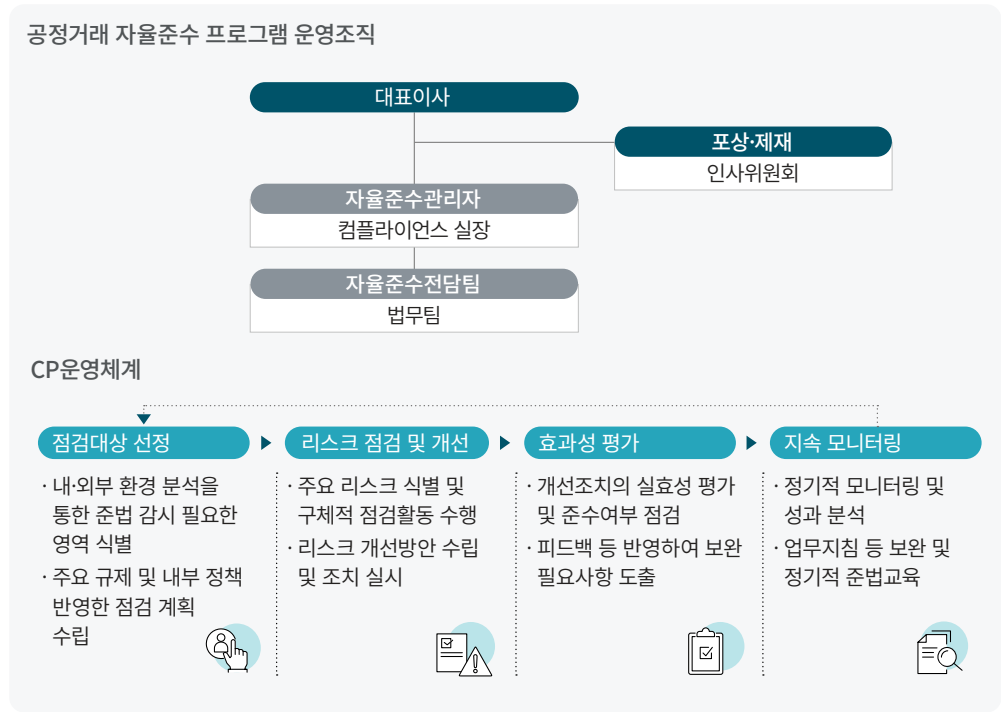 공정거래 자율준수 프로그램 운영조직
대표이사
포상·제재
인사위원회
자율준수관리자
컴플라이언스 실장
자율준수전담팀
법무팀
CP운영체계
점검대상 선정
· 내·외부 환경 분석을
통한 준법 감시 필요한
영역 식별
· 주요 규제 및 내부 정책
반영한 점검 계획
수립
리스크 점검 및 개선
· 주요 리스크 식별 및
구체적 점검활동 수행
· 리스크 개선방안 수립
및 조치 실시
효과성 평가
· 개선조치의 실효성 평가
및 준수여부 점검
· 피드백 등 반영하여 보완
필요사항 도출
지속 모니터링
· 정기적 모니터링 및
성과 분석
· 업무지침 등 보완 및
정기적 준법교육